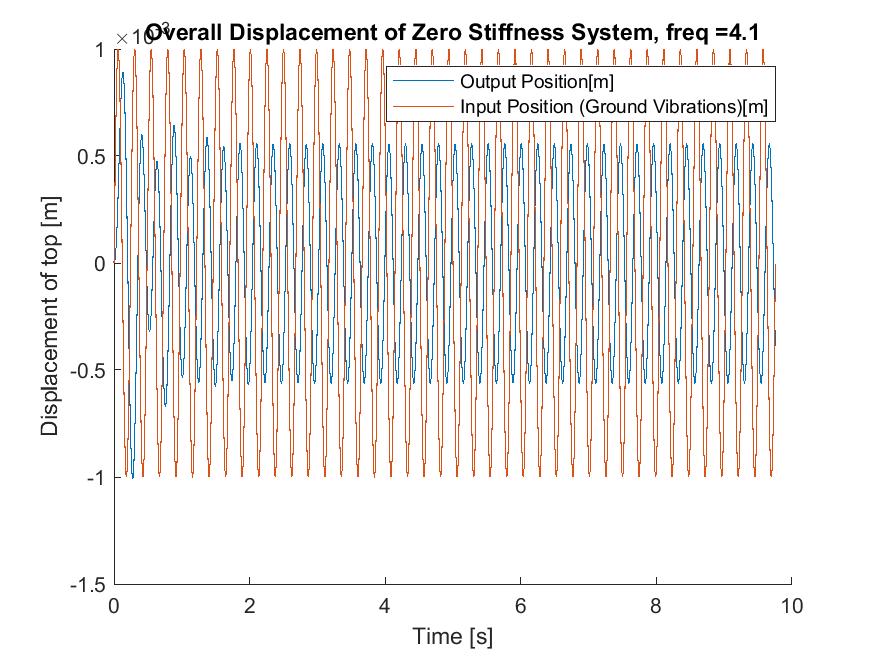 Overall Displacement of Zero Stiffness System, freq =4.1
×10-3
Output Position[m]
Input Position (Ground Vibrations)[m]
1
0.5
0
-0.5
-1
-1.5
Displacement of top [m]
0 2 4 6 8 10
Time [s]